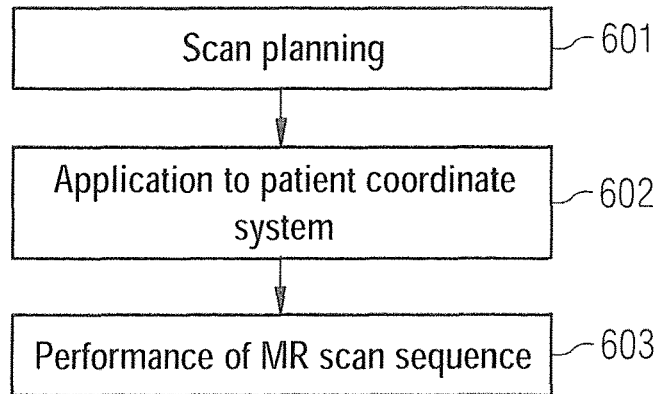 Scan planning
601
Application to patient coordinate
system
602
Performance of MR scan sequence
603